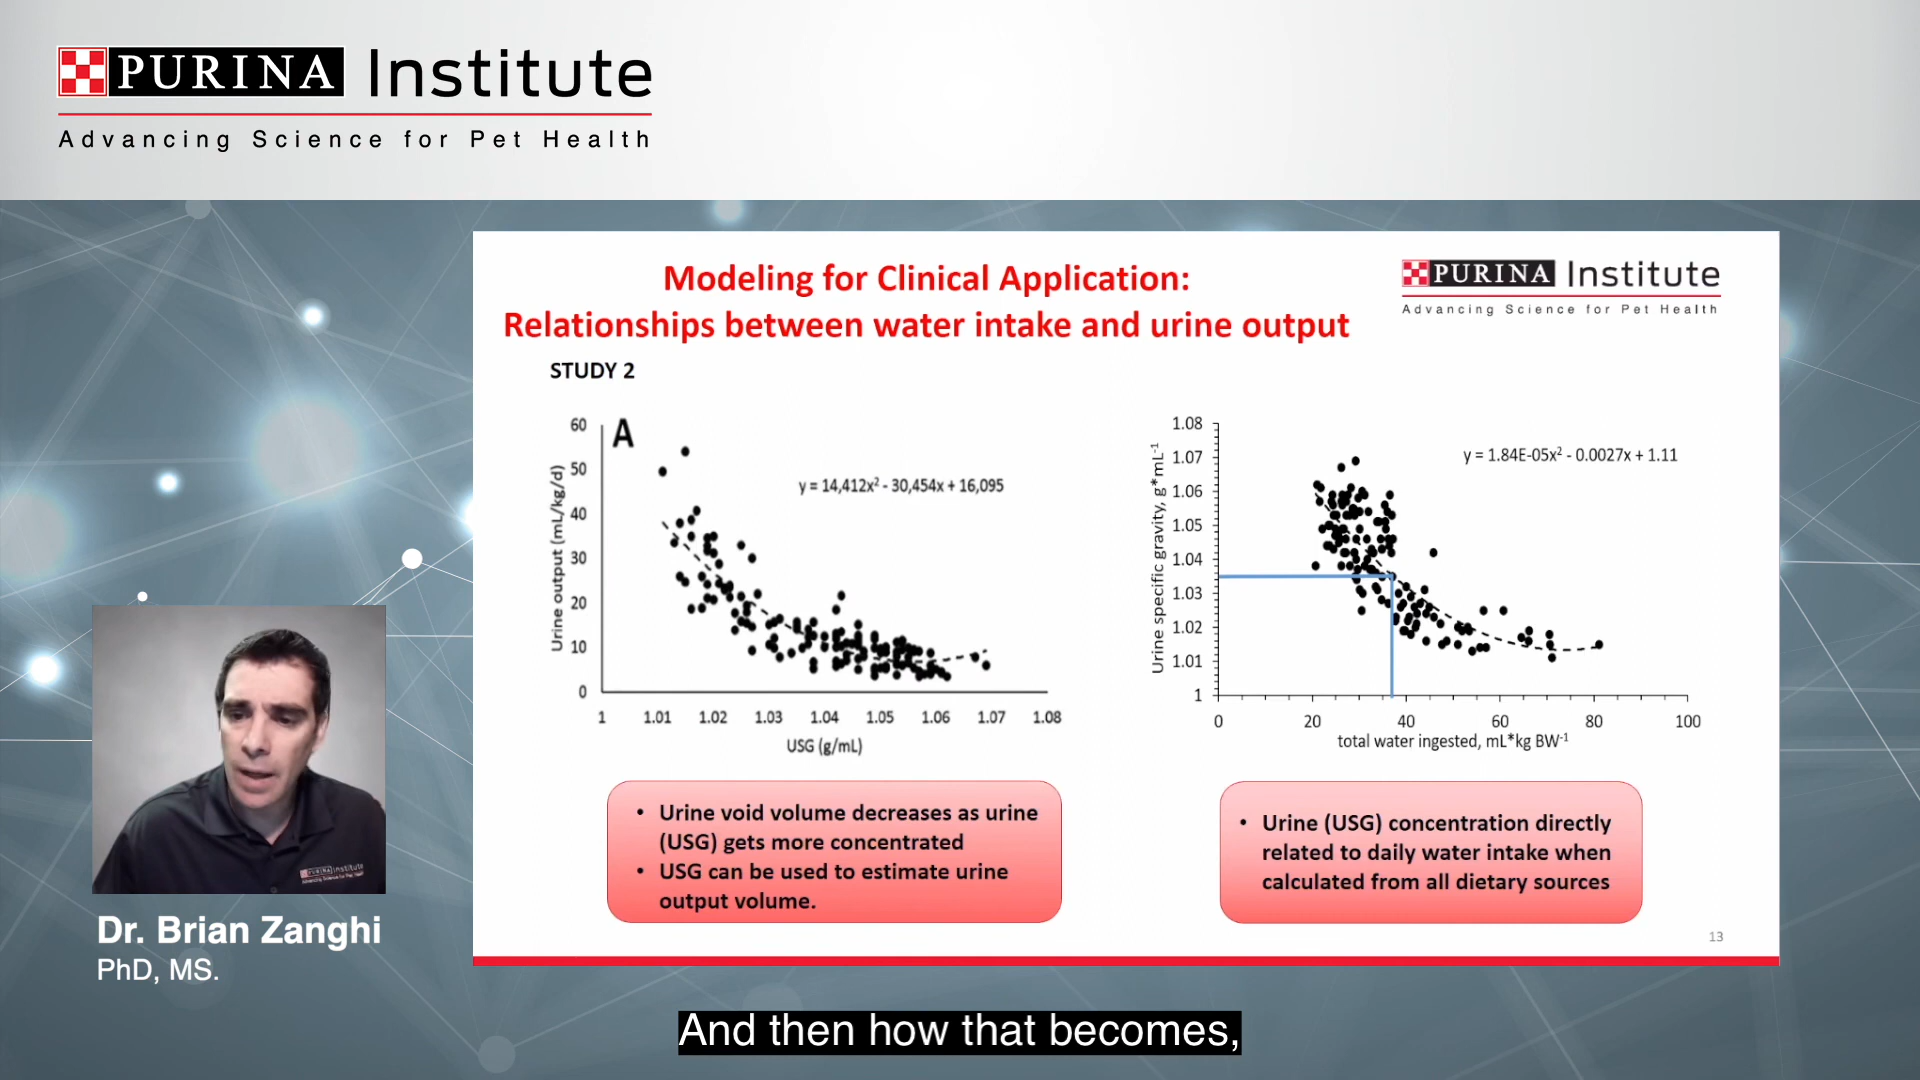 PURINA Institute
Advancing Science for Pet Health
Modeling for Clinical Application:
Relationships between water intake and urine output
PURINA Institute
Advancing Science for Pet Health
STUDY 2
A
60
50
40
30
20
10
0
Urine output (mL/kg/d)
y = 14,412x² - 30,454x + 16,095
1
1.01
1.02
1.03
1.04
1.05
1.06
1.07
1.08
USG (g/mL)
1.08
1.07
1.06
1.05
1.04
1.03
1.02
1.01
1
Urine specific gravity, g*mL⁻¹
y = 1.84E-05x² - 0.0027x + 1.11
0
20
40
60
80
100
total water ingested, mL*kg BW⁻¹
• Urine void volume decreases as urine
(USG) gets more concentrated
• USG can be used to estimate urine
output volume.
• Urine (USG) concentration directly
related to daily water intake when
calculated from all dietary sources
13
PURINA Institute
Dr. Brian Zanghi
PhD, MS.
And then how that becomes,